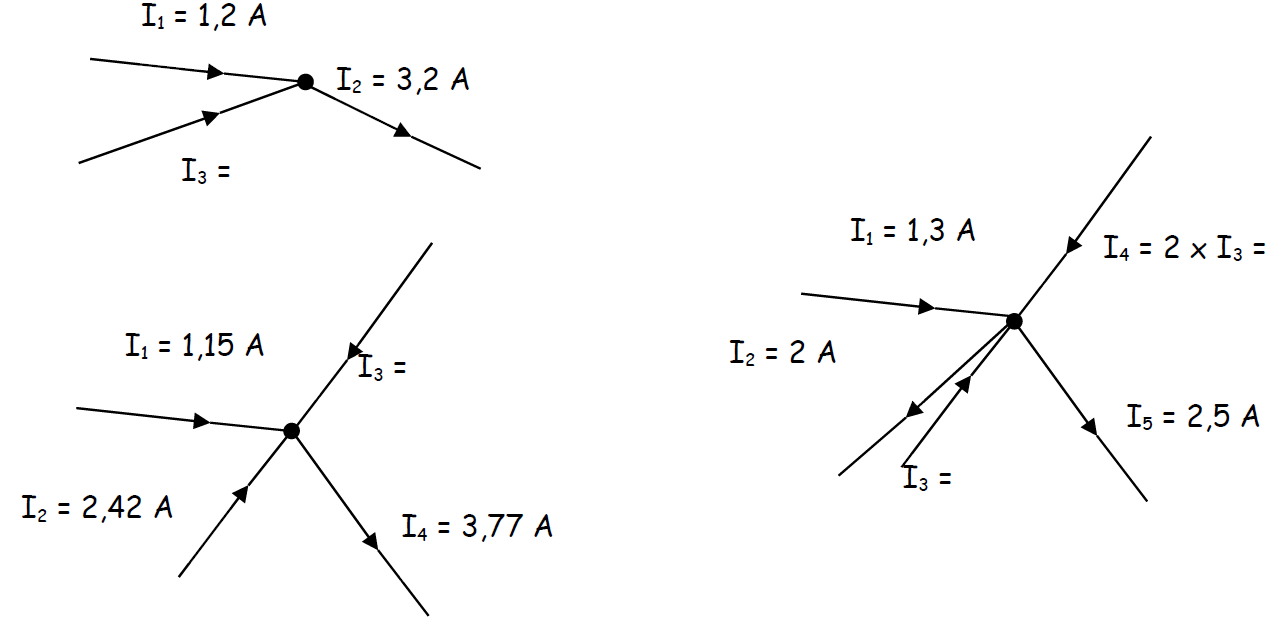 I₁ = 1,2 A
I₂ = 3,2 A
I₃ =
I₁ = 1,15 A
I₃ =
I₂ = 2,42 A
I₄ = 3,77 A
I₁ = 1,3 A
I₄ = 2 x I₃ =
I₂ = 2 A
I₅ = 2,5 A
I₃ =